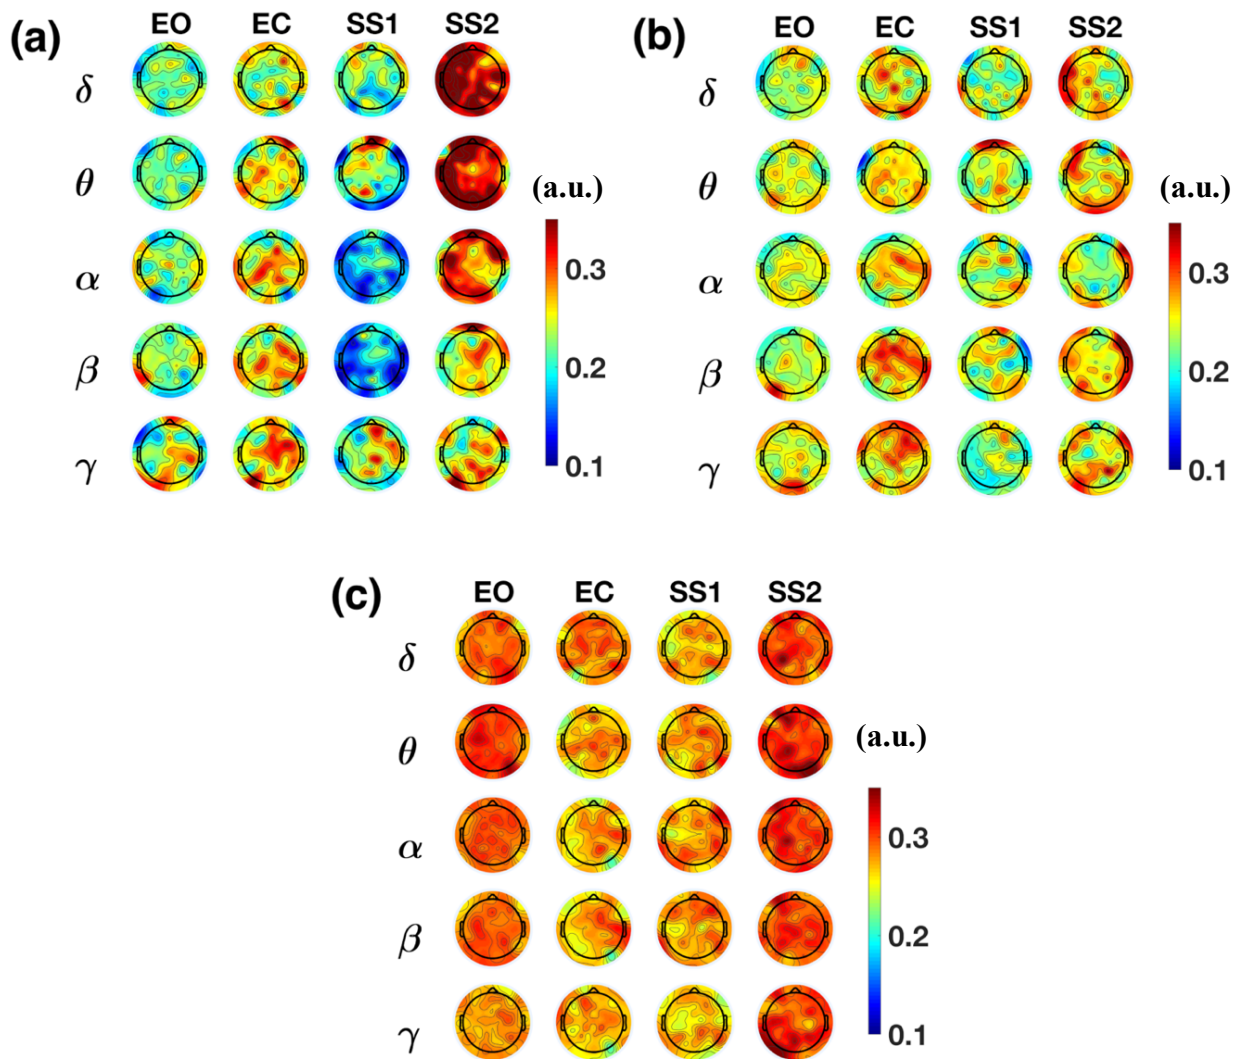 (a) EO EC SS1 SS2
δ
θ
α
β
γ
(a.u.)
0.3
0.2
0.1
(b) EO EC SS1 SS2
δ
θ
α
β
γ
(a.u.)
0.3
0.2
0.1
(c) EO EC SS1 SS2
δ
θ
α
β
γ
(a.u.)
0.3
0.2
0.1